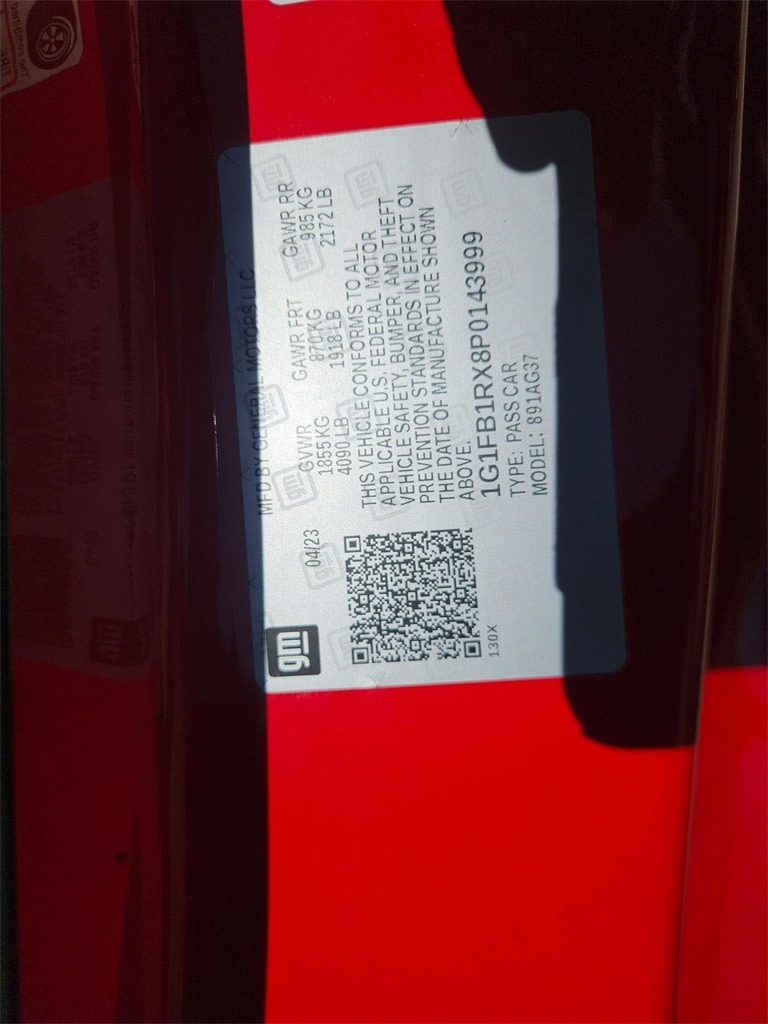 MFD BY GENERAL MOTORS LLC
04/23 GVWR GAWR FRT GAWR RR
1855 KG 870 KG 985 KG
4090 LB 1918 LB 2172 LB
THIS VEHICLE CONFORMS TO ALL
APPLICABLE U.S. FEDERAL MOTOR
VEHICLE SAFETY, BUMPER, AND THEFT
PREVENTION STANDARDS IN EFFECT ON
THE DATE OF MANUFACTURE SHOWN
ABOVE.
1G1FB1RX8P0143999
TYPE: PASS CAR
MODEL: 891AG37
gm
130X